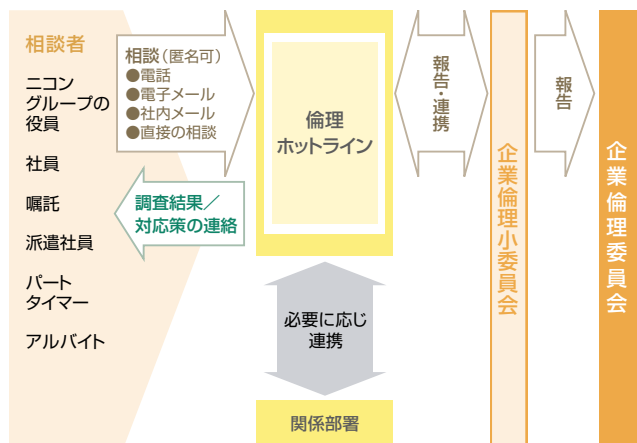 相談者
ニコン
グループの
役員
社員
嘱託
派遣社員
パート
タイマー
アルバイト
相談（匿名可）
●電話
●電子メール
●社内メール
●直接の相談
調査結果／
対応策の連絡
倫理
ホットライン
必要に応じ
連携
関係部署
報告・連携
企業倫理小委員会
報告
企業倫理委員会